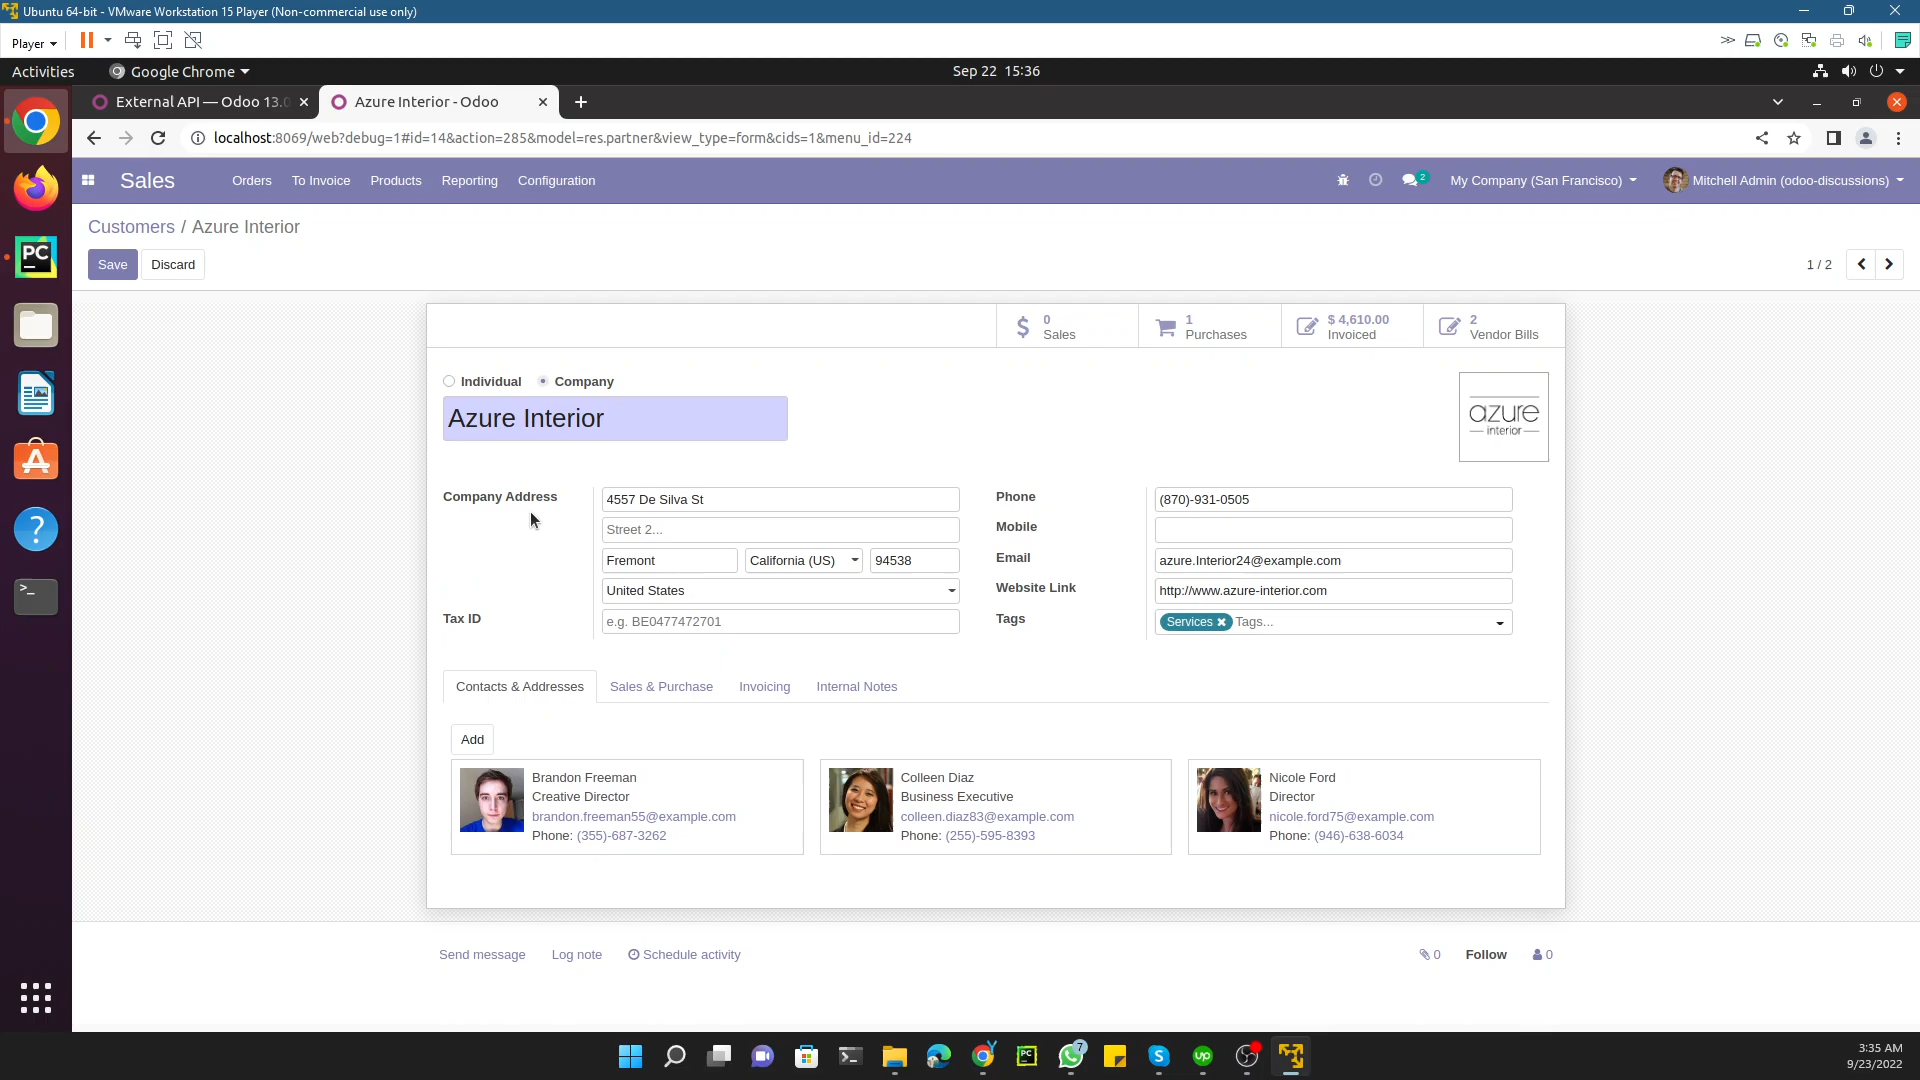 Ubuntu 64-bit - VMware Workstation 15 Player (Non-commercial use only)
Player
Activities
Google Chrome
Sep 22 15:36
External API — Odoo 13.0
Azure Interior - Odoo
localhost:8069/web?debug=1#id=14&action=285&model=res.partner&view_type=form&cids=1&menu_id=224
Sales
Orders
To Invoice
Products
Reporting
Configuration
2
My Company (San Francisco)
Mitchell Admin (odoo-discussions)
Customers / Azure Interior
Save
Discard
1 / 2
0
Sales
1
Purchases
$ 4,610.00
Invoiced
2
Vendor Bills
Individual
Company
Azure Interior
azure
interior
Company Address
4557 De Silva St
Street 2...
Fremont
California (US)
94538
United States
Tax ID
e.g. BE0477472701
Phone
(870)-931-0505
Mobile
Email
azure.Interior24@example.com
Website Link
http://www.azure-interior.com
Tags
Services
Tags...
Contacts & Addresses
Sales & Purchase
Invoicing
Internal Notes
Add
Brandon Freeman
Creative Director
brandon.freeman55@example.com
Phone: (355)-687-3262
Colleen Diaz
Business Executive
colleen.diaz83@example.com
Phone: (255)-595-8393
Nicole Ford
Director
nicole.ford75@example.com
Phone: (946)-638-6034
Send message
Log note
Schedule activity
0
Follow
0
PC
7
3:35 AM
9/23/2022